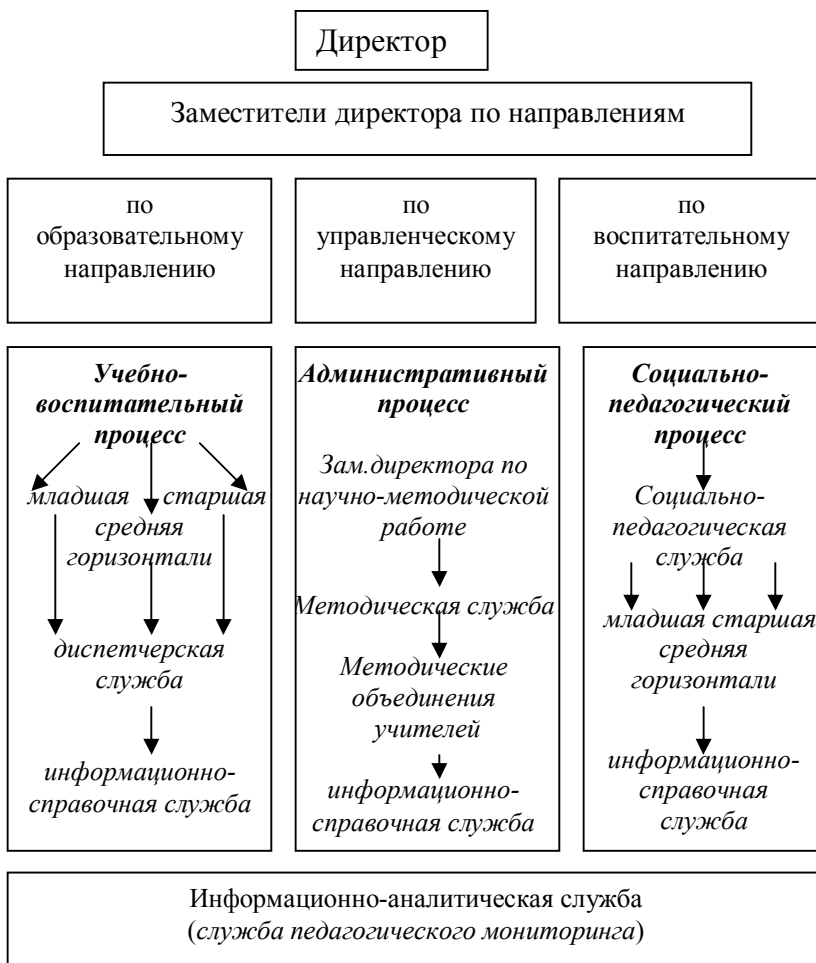 Директор
Заместители директора по направлениям
по
образовательному
направлению
по
управленческому
направлению
по
воспитательному
направлению
Учебно-
воспитательный
процесс
младшая старшая
средняя
горизонтали
диспетчерская
служба
информационно-
справочная служба
Административный
процесс
Зам.директора по
научно-методической
работе
Методическая служба
Методические
объединения
учителей
информационно-
справочная служба
Социально-
педагогический
процесс
Социально-
педагогическая
служба
младшая старшая
средняя
горизонтали
информационно-
справочная
служба
Информационно-аналитическая служба
(служба педагогического мониторинга)